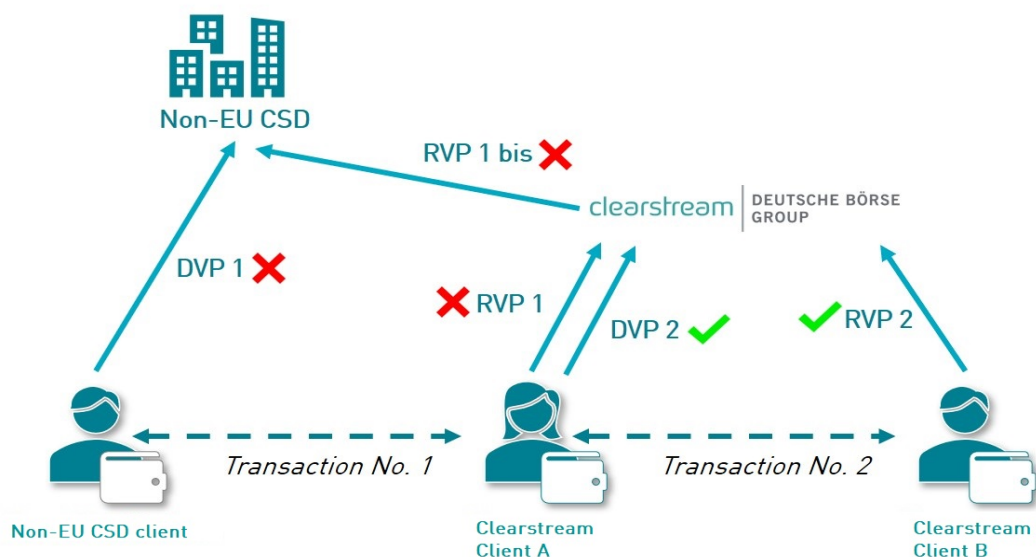 Non-EU CSD
RVP 1 bis
clearstream
DEUTSCHE BÖRSE
GROUP
DVP 1
RVP 1
DVP 2
RVP 2
Transaction No. 1
Transaction No. 2
Non-EU CSD client
Clearstream
Client A
Clearstream
Client B